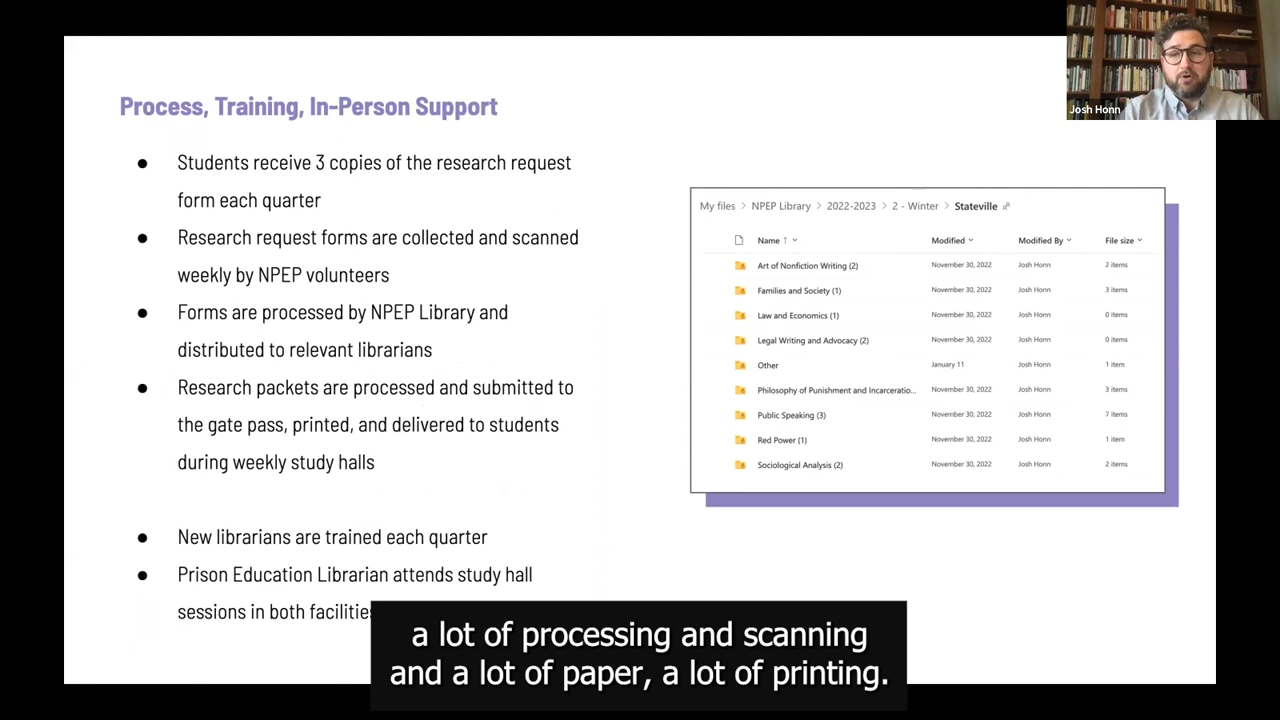 Josh Honn
Process, Training, In-Person Support
● Students receive 3 copies of the research request
form each quarter
● Research request forms are collected and scanned
weekly by NPEP volunteers
● Forms are processed by NPEP Library and
distributed to relevant librarians
● Research packets are processed and submitted to
the gate pass, printed, and delivered to students
during weekly study halls
● New librarians are trained each quarter
● Prison Education Librarian attends study hall
sessions in both facilities
My files > NPEP Library > 2022-2023 > 2 - Winter > Stateville
Name ↑ Modified Modified By File size
Art of Nonfiction Writing (2) November 30, 2022 Josh Honn 2 items
Families and Society (1) November 30, 2022 Josh Honn 3 items
Law and Economics (1) November 30, 2022 Josh Honn 0 items
Legal Writing and Advocacy (2) November 30, 2022 Josh Honn 0 items
Other January 11 Josh Honn 1 item
Philosophy of Punishment and Incarceratio... November 30, 2022 Josh Honn 3 items
Public Speaking (3) November 30, 2022 Josh Honn 7 items
Red Power (1) November 30, 2022 Josh Honn 1 item
Sociological Analysis (2) November 30, 2022 Josh Honn 2 items
a lot of processing and scanning
and a lot of paper, a lot of printing.